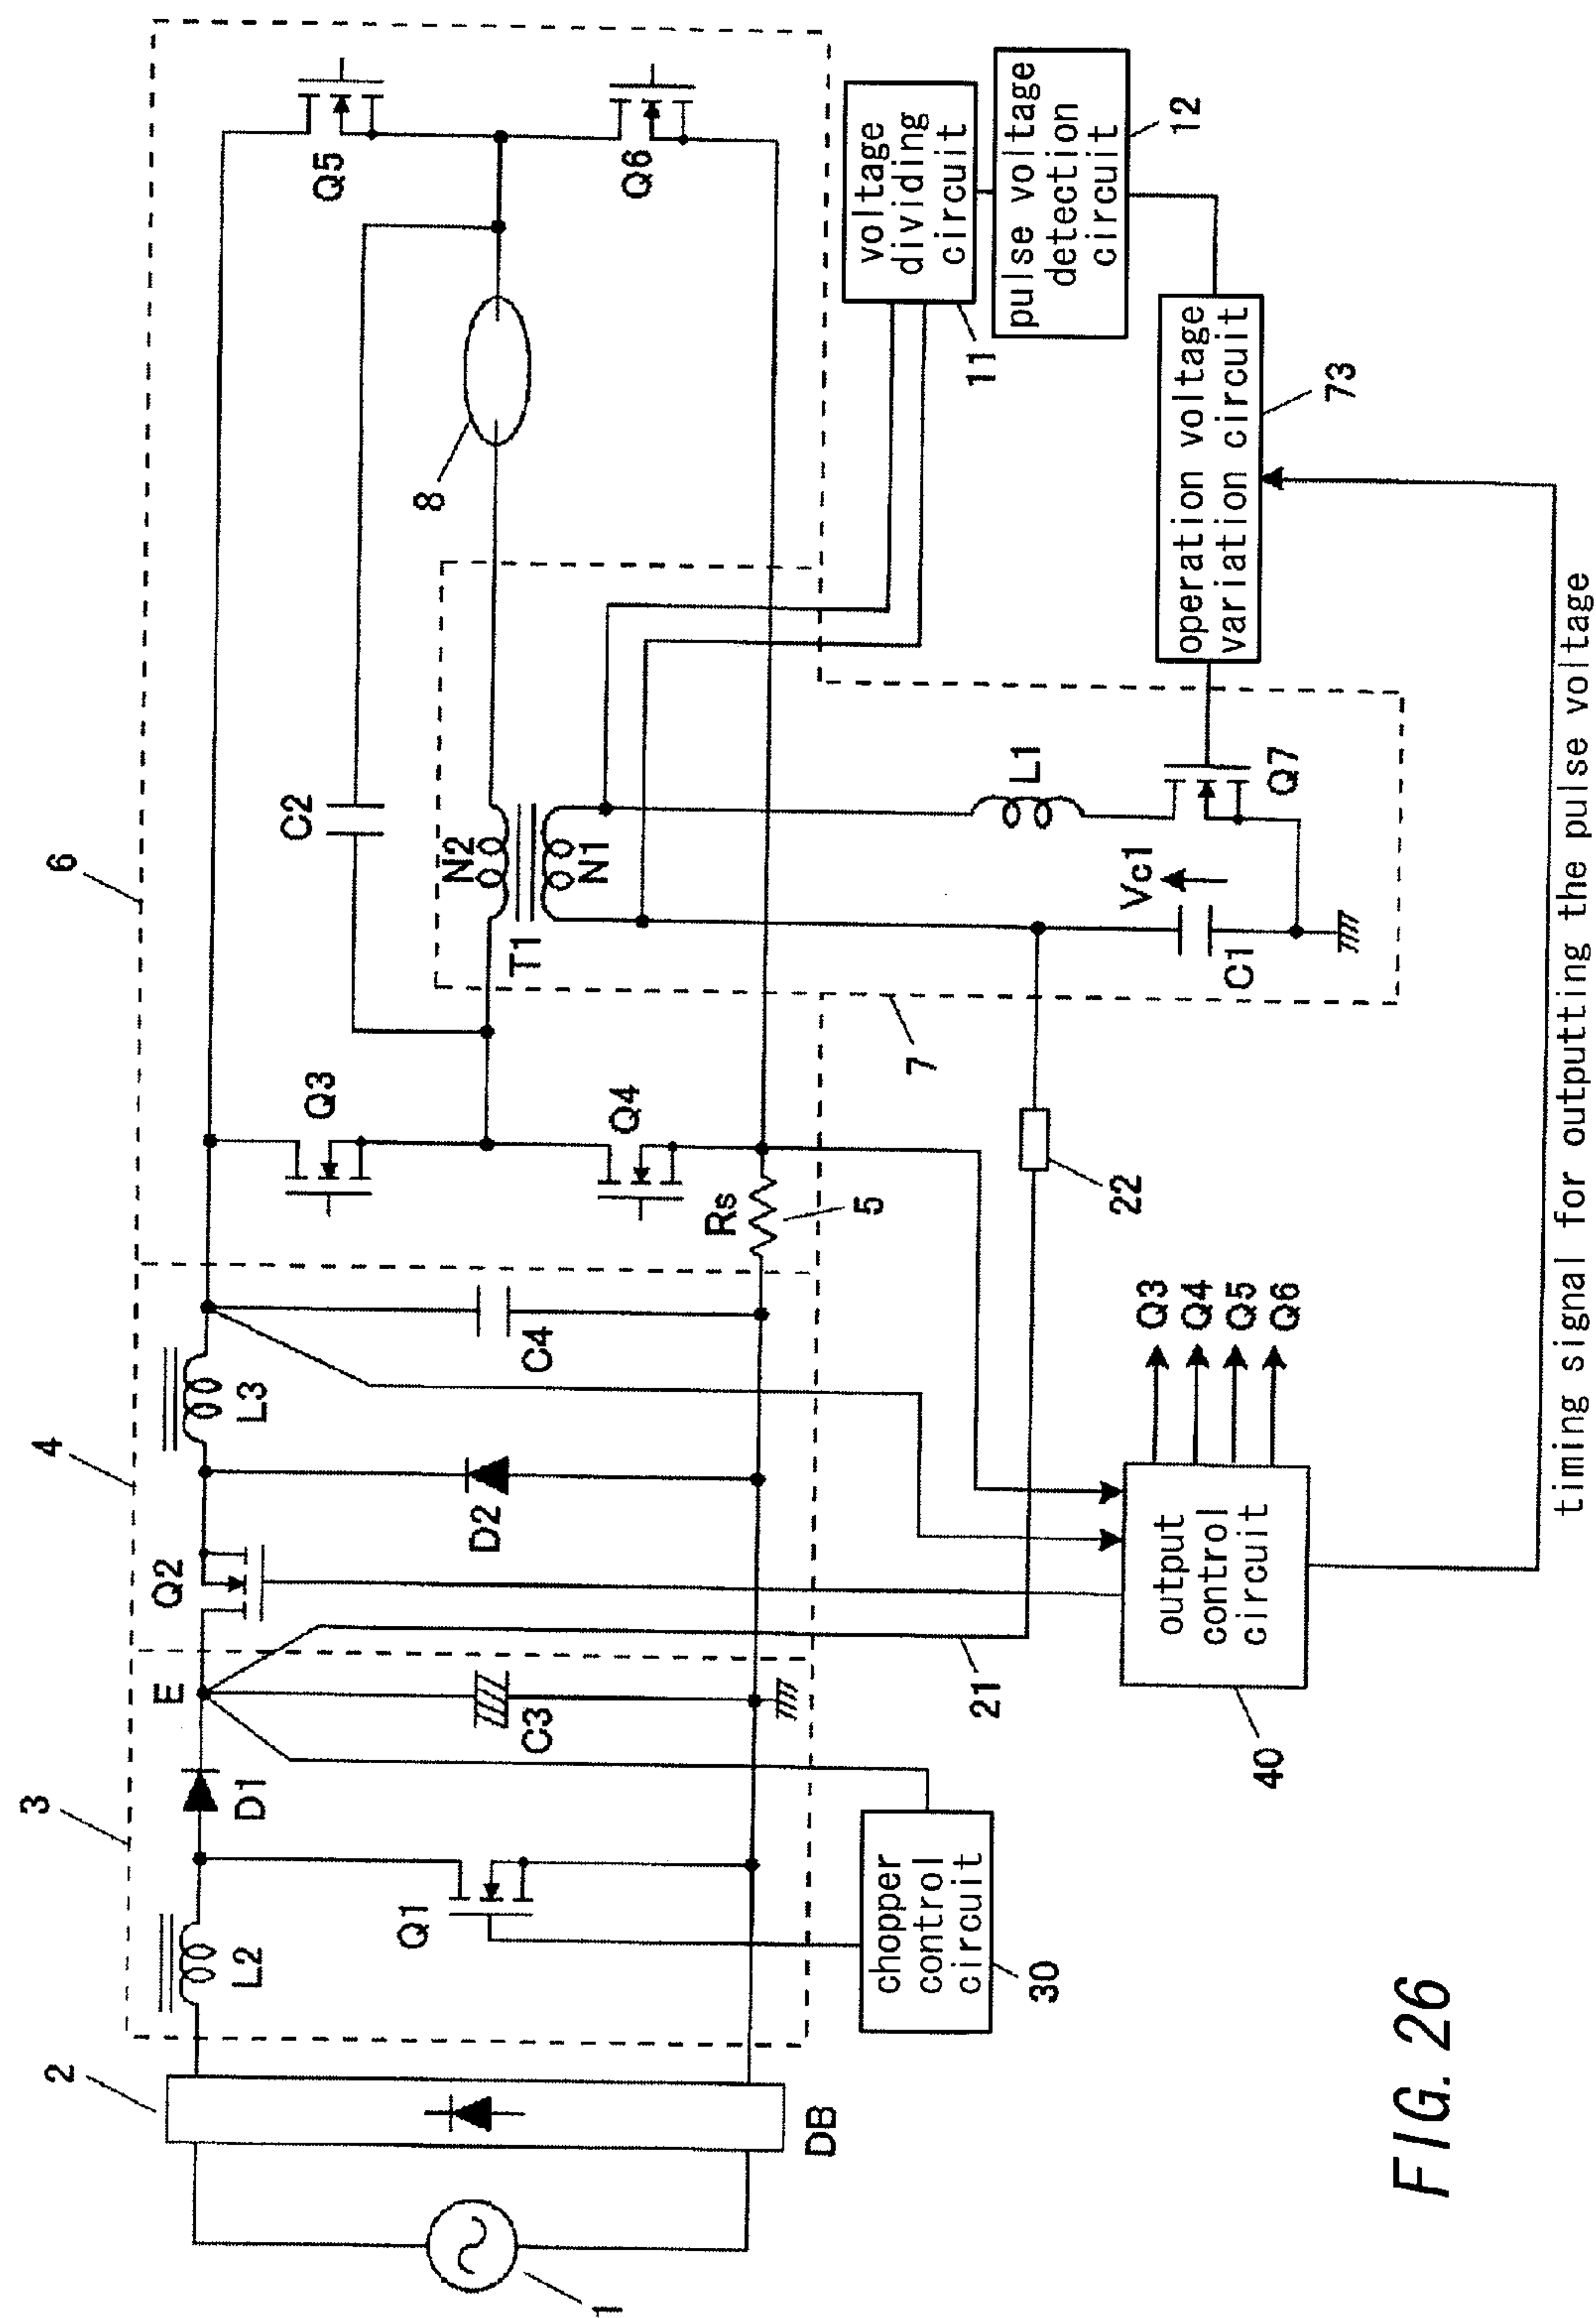 6
4
3
2
1
Q2
L3
E
D1
L2
Q3
C2
Q5
8
N2
N1
T1
Q4
Q6
Rs
5
D2
C4
C3
Q1
DB
7
voltage
dividing
circuit
11
pulse voltage
detection
circuit
12
L1
Vc1
C1
Q7
22
21
operation voltage
variation circuit
73
chopper
control
circuit
30
output
control
circuit
40
Q3
Q4
Q5
Q6
timing signal for outputting the pulse voltage
FIG. 26